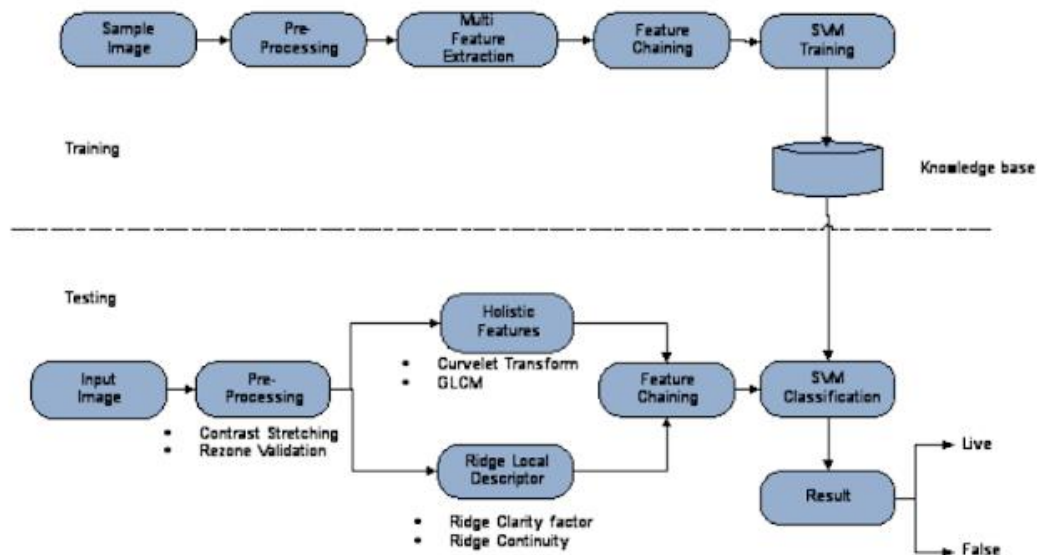 Sample
Image
Pre-
Processing
Multi
Feature
Extraction
Feature
Chaining
SVM
Training
Training
Knowledge base
Testing
Holistic
Features
• Curvelet Transform
• GLCM
Input
Image
Pre-
Processing
• Contrast Stretching
• Rezone Validation
Feature
Chaining
SVM
Classification
Ridge Local
Descriptor
• Ridge Clarity factor
• Ridge Continuity
Result
Live
False